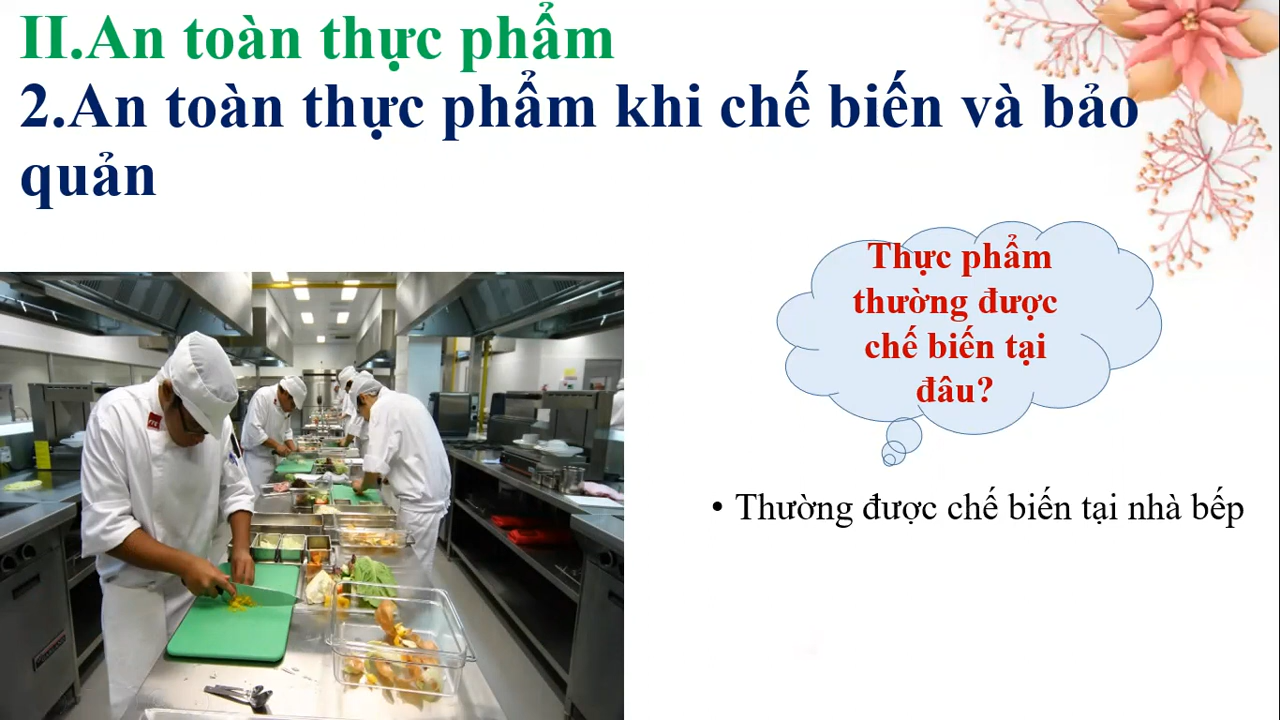 II.An toàn thực phẩm
2.An toàn thực phẩm khi chế biến và bảo
quản
Thực phẩm
thường được
chế biến tại
đâu?
• Thường được chế biến tại nhà bếp